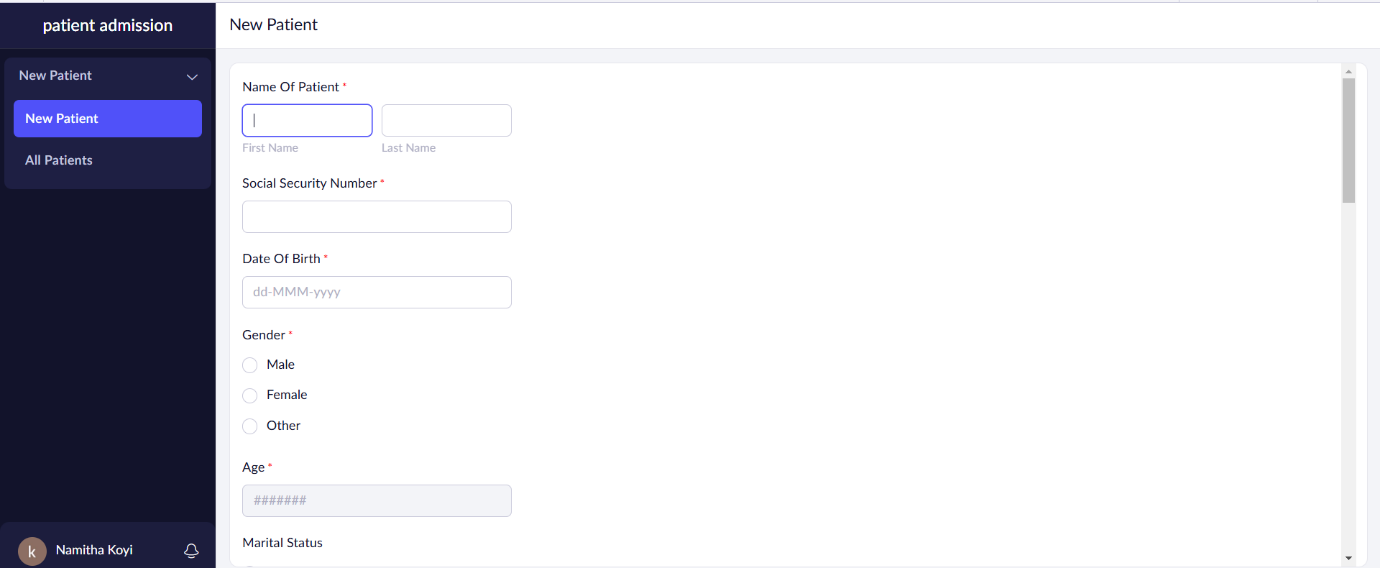 patient admission
New Patient
New Patient
New Patient
All Patients
Name Of Patient *
First Name Last Name
Social Security Number *
Date Of Birth *
dd-MMM-yyyy
Gender *
Male
Female
Other
Age *
#######
Marital Status
k Namitha Koyi